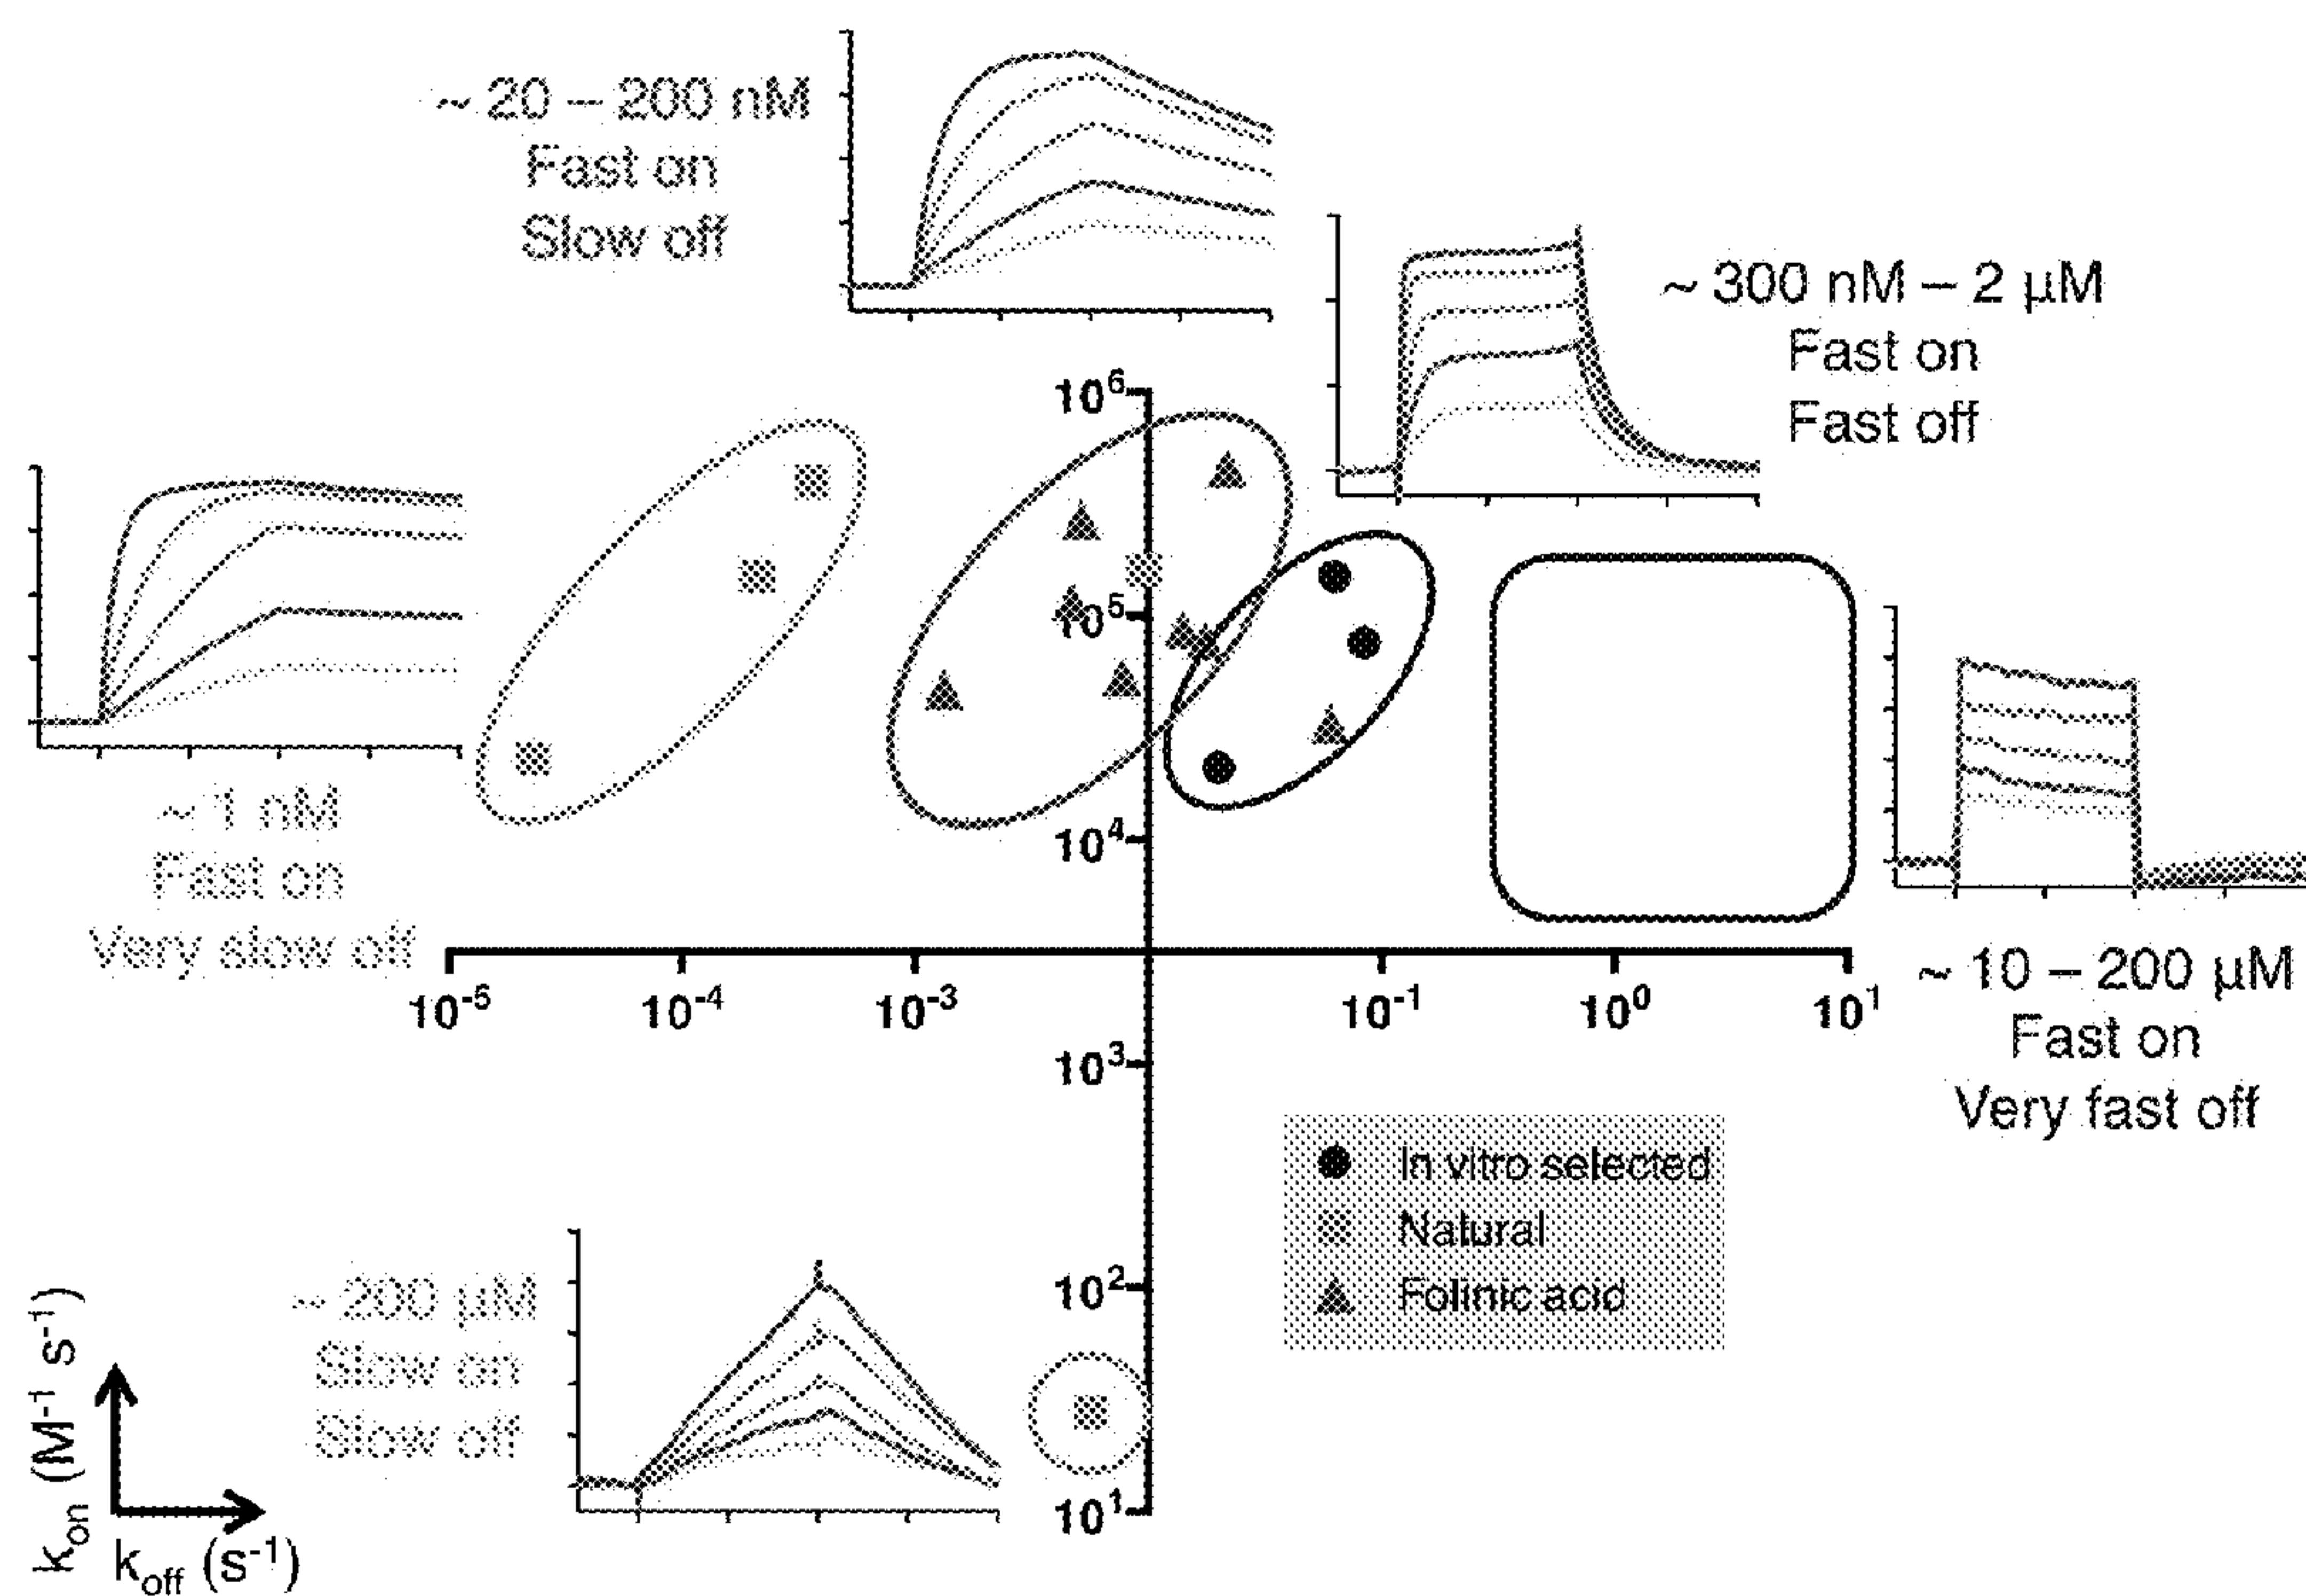 ~ 20 – 200 nM
Fast on
Slow off
~ 300 nM – 2 µM
Fast on
Fast off
~ 1 nM
Fast on
Very slow off
10⁶
10⁵
10⁴
10⁻⁵
10⁻⁴
10⁻³
10⁻¹
10⁰
10¹
~ 10 – 200 µM
Fast on
Very fast off
10³
10²
10¹
In vitro selected
Natural
Folinic acid
~ 200 µM
Slow on
Slow off
kₒₙ (M⁻¹ s⁻¹)
k_off (s⁻¹)